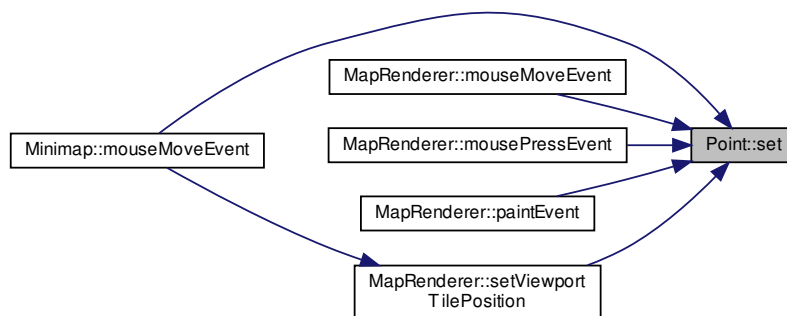 MapRenderer::mouseMoveEvent
Minimap::mouseMoveEvent
MapRenderer::mousePressEvent
Point::set
MapRenderer::paintEvent
MapRenderer::setViewport
TilePosition